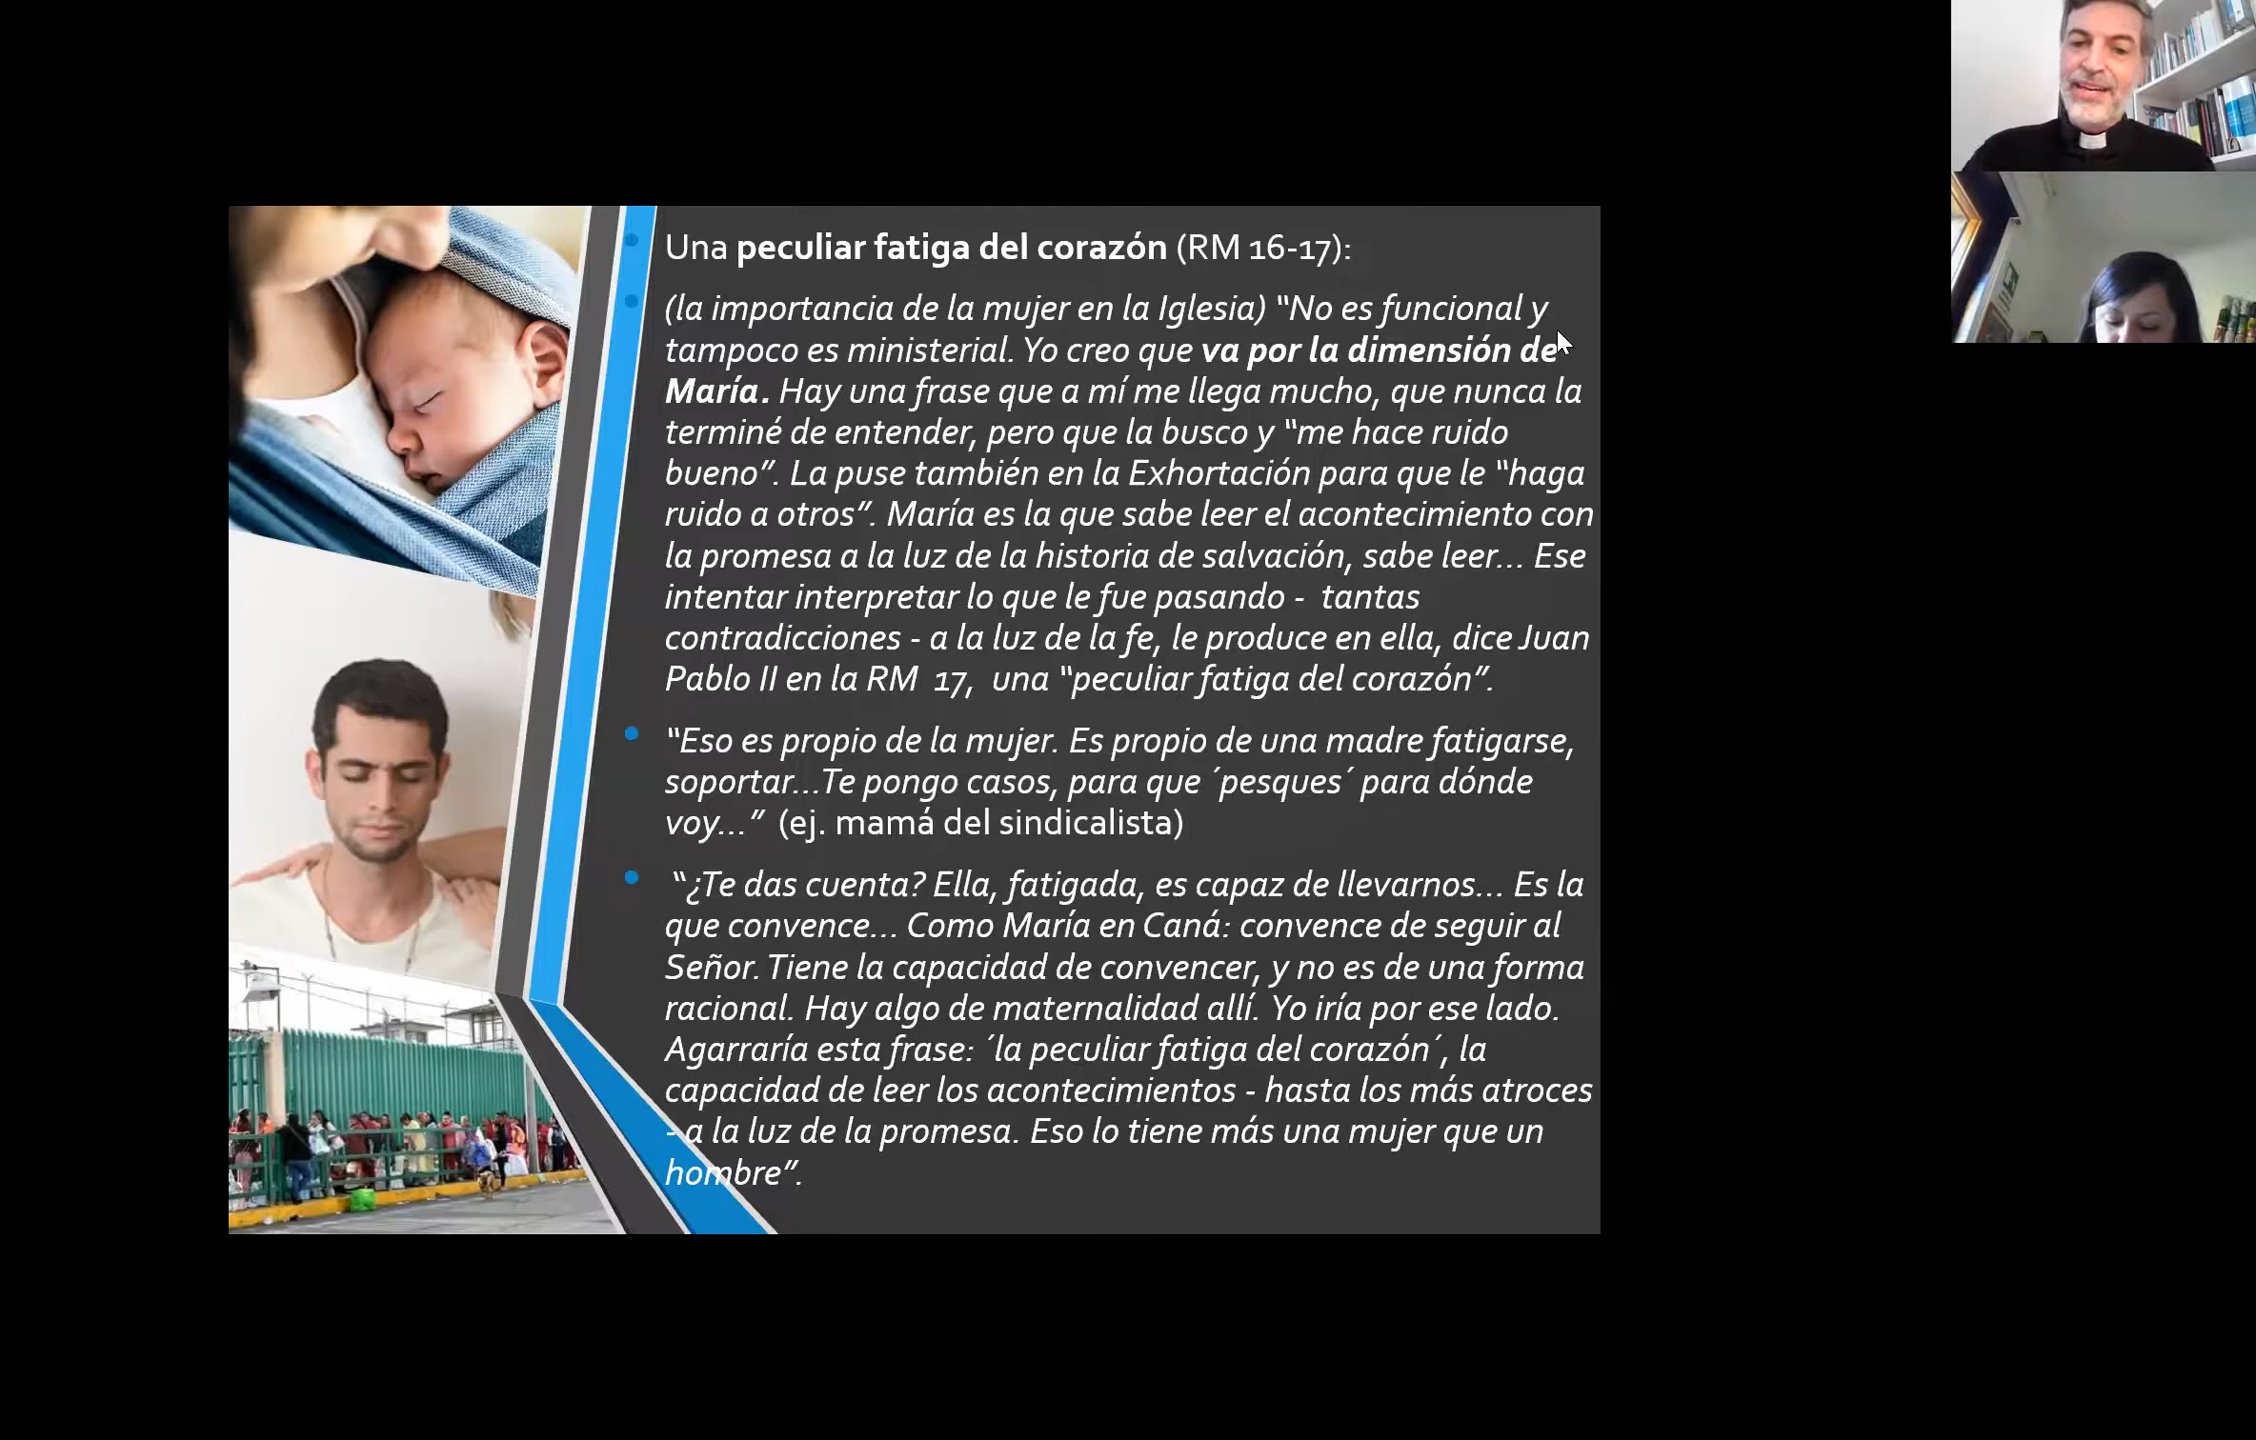 Una peculiar fatiga del corazón (RM 16-17):
(la importancia de la mujer en la Iglesia) “No es funcional y
tampoco es ministerial. Yo creo que va por la dimensión de
María. Hay una frase que a mí me llega mucho, que nunca la
terminé de entender, pero que la busco y “me hace ruido
bueno”. La puse también en la Exhortación para que le “haga
ruido a otros”. María es la que sabe leer el acontecimiento con
la promesa a la luz de la historia de salvación, sabe leer... Ese
intentar interpretar lo que le fue pasando - tantas
contradicciones - a la luz de la fe, le produce en ella, dice Juan
Pablo II en la RM 17, una “peculiar fatiga del corazón”.
“Eso es propio de la mujer. Es propio de una madre fatigarse,
soportar...Te pongo casos, para que ´pesques´ para dónde
voy...” (ej. mamá del sindicalista)
“¿Te das cuenta? Ella, fatigada, es capaz de llevarnos... Es la
que convence... Como María en Caná: convence de seguir al
Señor. Tiene la capacidad de convencer, y no es de una forma
racional. Hay algo de maternalidad allí. Yo iría por ese lado.
Agarraría esta frase: ´la peculiar fatiga del corazón´, la
capacidad de leer los acontecimientos - hasta los más atroces
- a la luz de la promesa. Eso lo tiene más una mujer que un
hombre”.